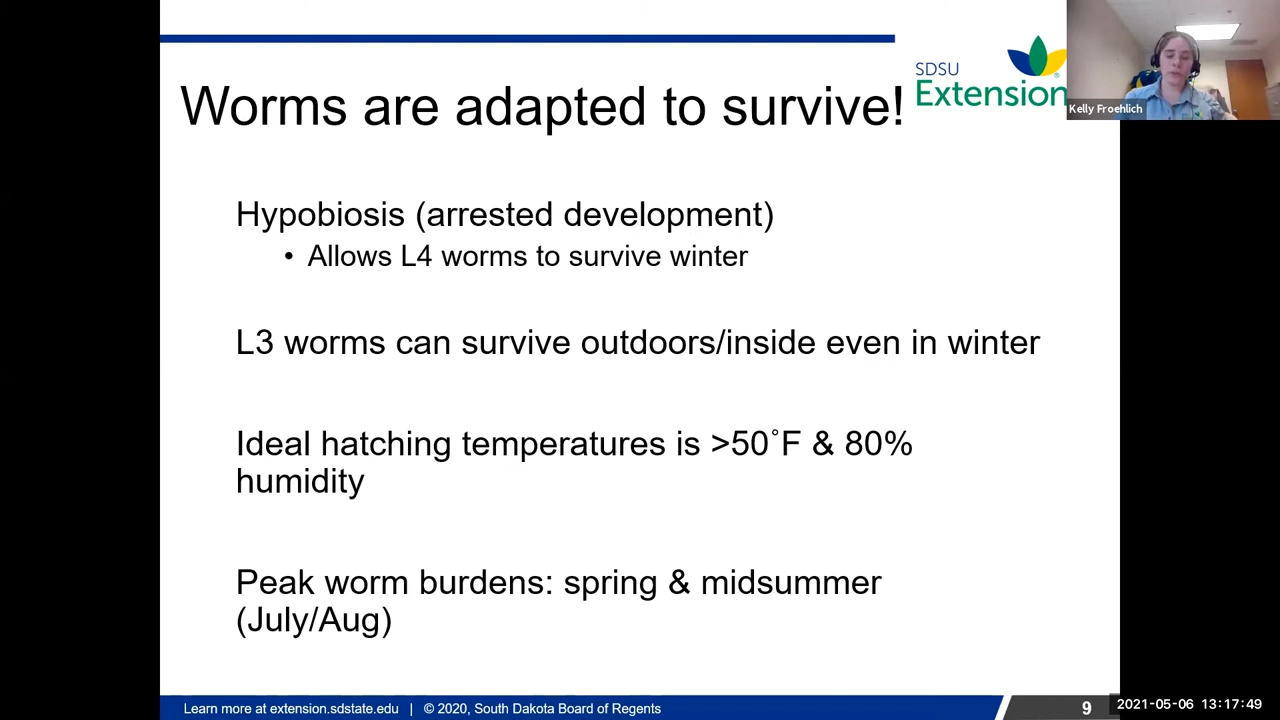 Worms are adapted to survive!
SDSU
Extension
Kelly Froehlich
Hypobiosis (arrested development)
• Allows L4 worms to survive winter
L3 worms can survive outdoors/inside even in winter
Ideal hatching temperatures is >50˚F & 80%
humidity
Peak worm burdens: spring & midsummer
(July/Aug)
Learn more at extension.sdstate.edu | © 2020, South Dakota Board of Regents
9
2021-05-06 13:17:49